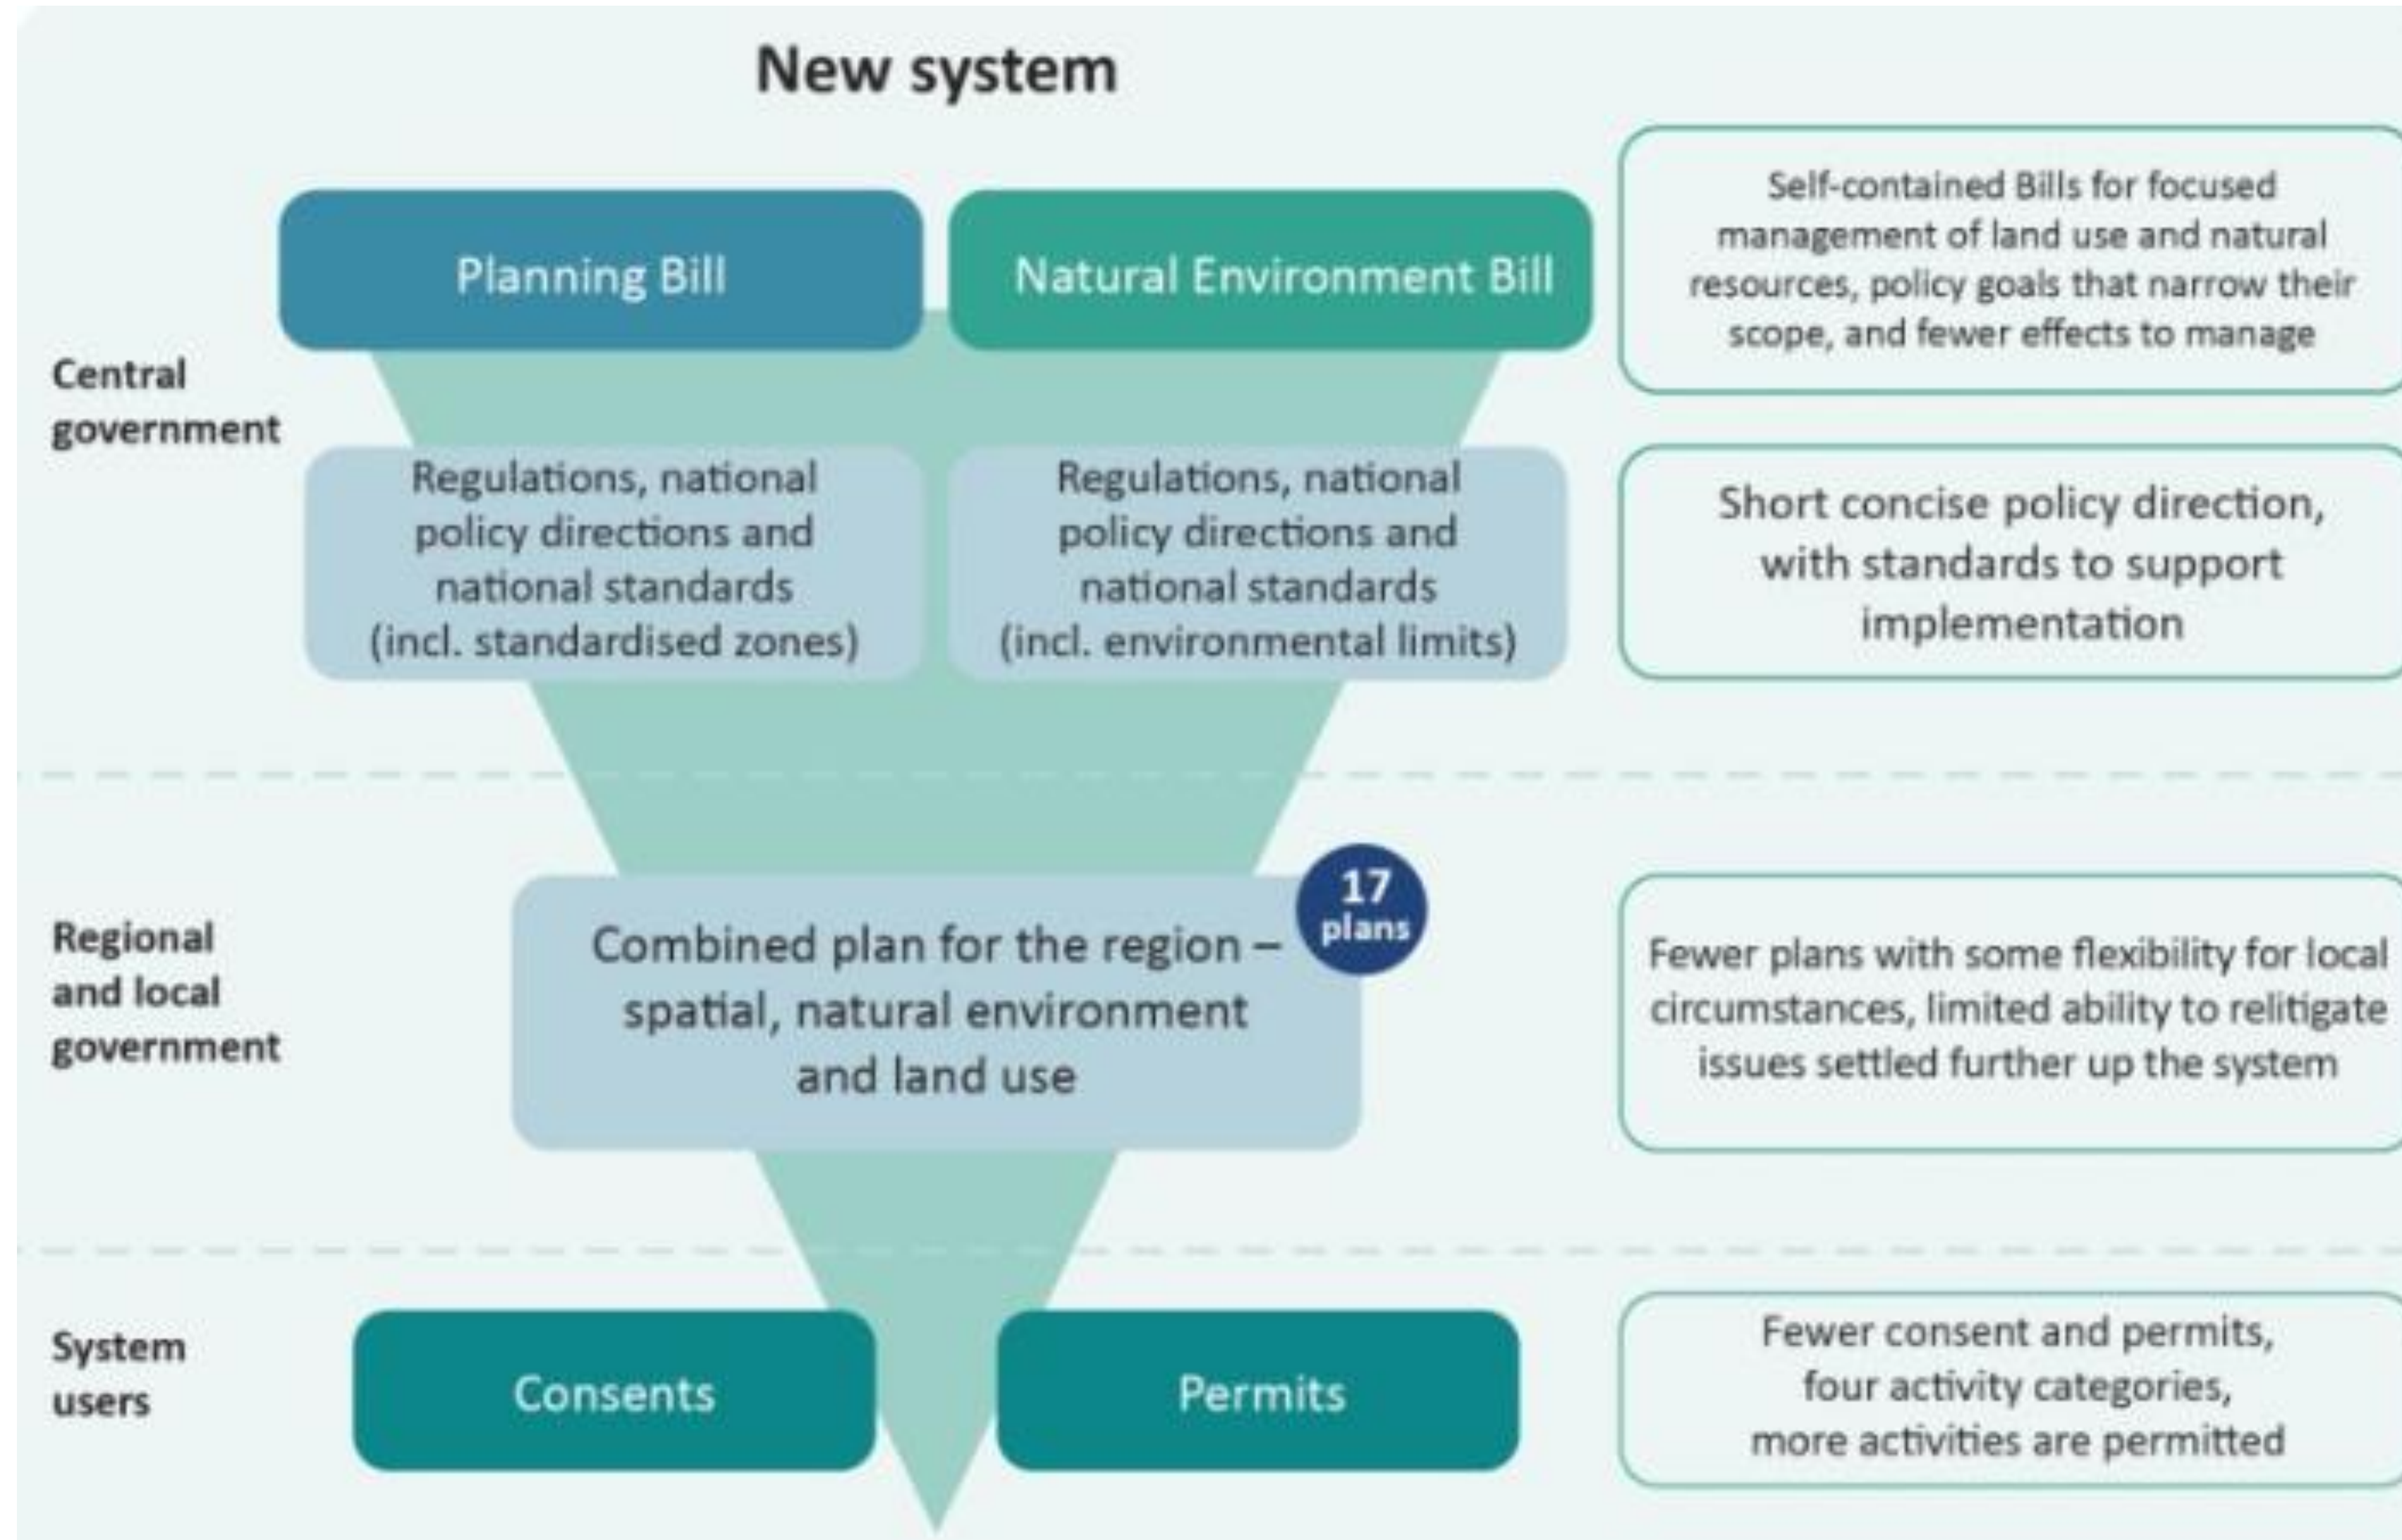 New system
Planning Bill
Natural Environment Bill
Self-contained Bills for focused
management of land use and natural
resources, policy goals that narrow their
scope, and fewer effects to manage
Central
government
Regulations, national
policy directions and
national standards
(incl. standardised zones)
Regulations, national
policy directions and
national standards
(incl. environmental limits)
Short concise policy direction,
with standards to support
implementation
Regional
and local
government
Combined plan for the region –
spatial, natural environment
and land use
17
plans
Fewer plans with some flexibility for local
circumstances, limited ability to relitigate
issues settled further up the system
System
users
Consents
Permits
Fewer consent and permits,
four activity categories,
more activities are permitted